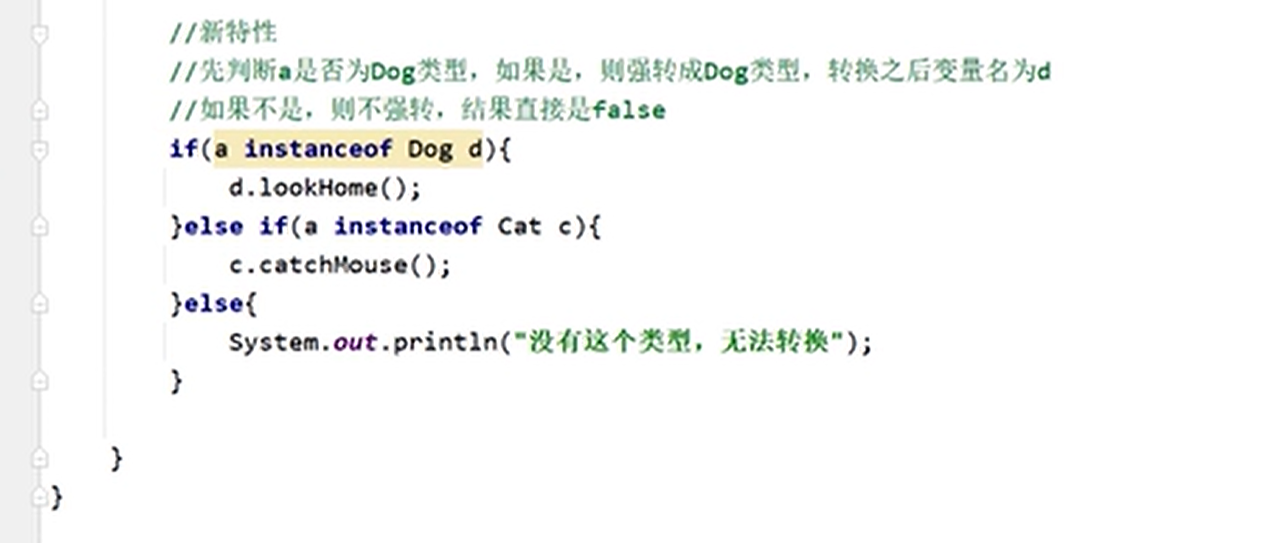 //新特性
//先判断a是否为Dog类型，如果是，则强转成Dog类型，转换之后变量名为d
//如果不是，则不强转，结果直接是false
if(a instanceof Dog d){
d.lookHome();
}else if(a instanceof Cat c){
c.catchMouse();
}else{
System.out.println("没有这个类型，无法转换");
}
}
}